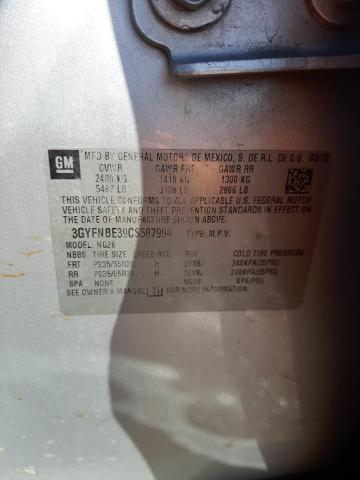 GM
MFD BY GENERAL MOTORS DE MEXICO, S. DE R.L. DE C.V. 03/12
GVWR GAWR FRT GAWR RR
2480 KG 1410 KG 1300 KG
5467 LB 3108 LB 2866 LB
THIS VEHICLE CONFORMS TO ALL APPLICABLE U.S. FEDERAL MOTOR
VEHICLE SAFETY AND THEFT PREVENTION STANDARDS IN EFFECT ON
THE DATE OF MANUFACTURE SHOWN ABOVE.
3GYFNBE39CS587994 TYPE: M.P.V.
MODEL: NG26
NBBS TIRE SIZE SPEED RTG RIM COLD TIRE PRESSURE
FRT P235/55R20 H 20X8J 240KPA(35PSI)
RR P235/55R20 H 20X8J 240KPA(35PSI)
SPA NONE NONE KPA(PSI)
SEE OWNER'S MANUAL FOR MORE INFORMATION.